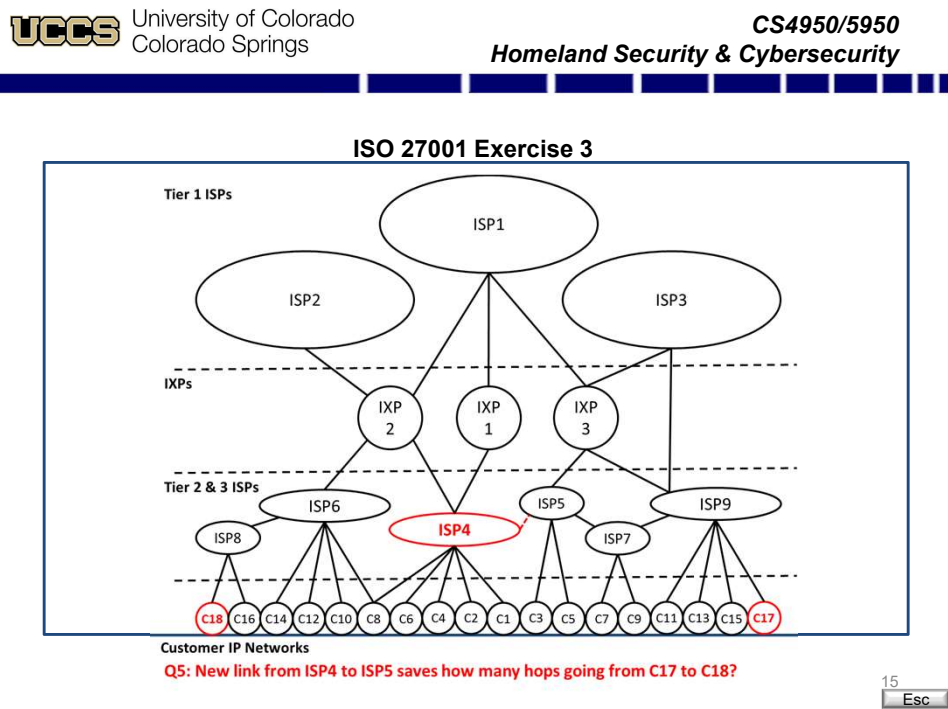 UCCS University of Colorado
Colorado Springs
CS4950/5950
Homeland Security & Cybersecurity
ISO 27001 Exercise 3
Tier 1 ISPs
ISP1
ISP2
ISP3
IXPs
IXP
2
IXP
1
IXP
3
Tier 2 & 3 ISPs
ISP6
ISP5
ISP9
ISP4
ISP8
ISP7
C18 C16 C14 C12 C10 C8 C6 C4 C2 C1 C3 C5 C7 C9 C11 C13 C15 C17
Customer IP Networks
Q5: New link from ISP4 to ISP5 saves how many hops going from C17 to C18?
15
Esc